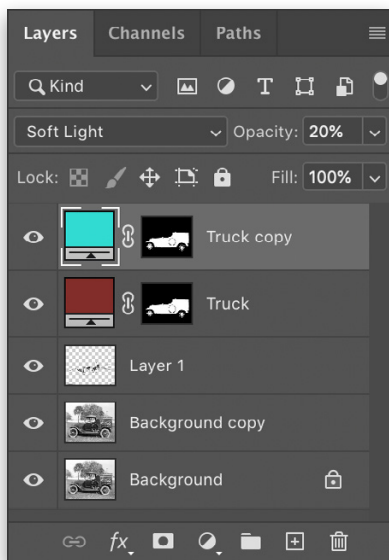 Layers Channels Paths
Kind T
Soft Light Opacity: 20%
Lock: Fill: 100%
Truck copy
Truck
Layer 1
Background copy
Background
fx